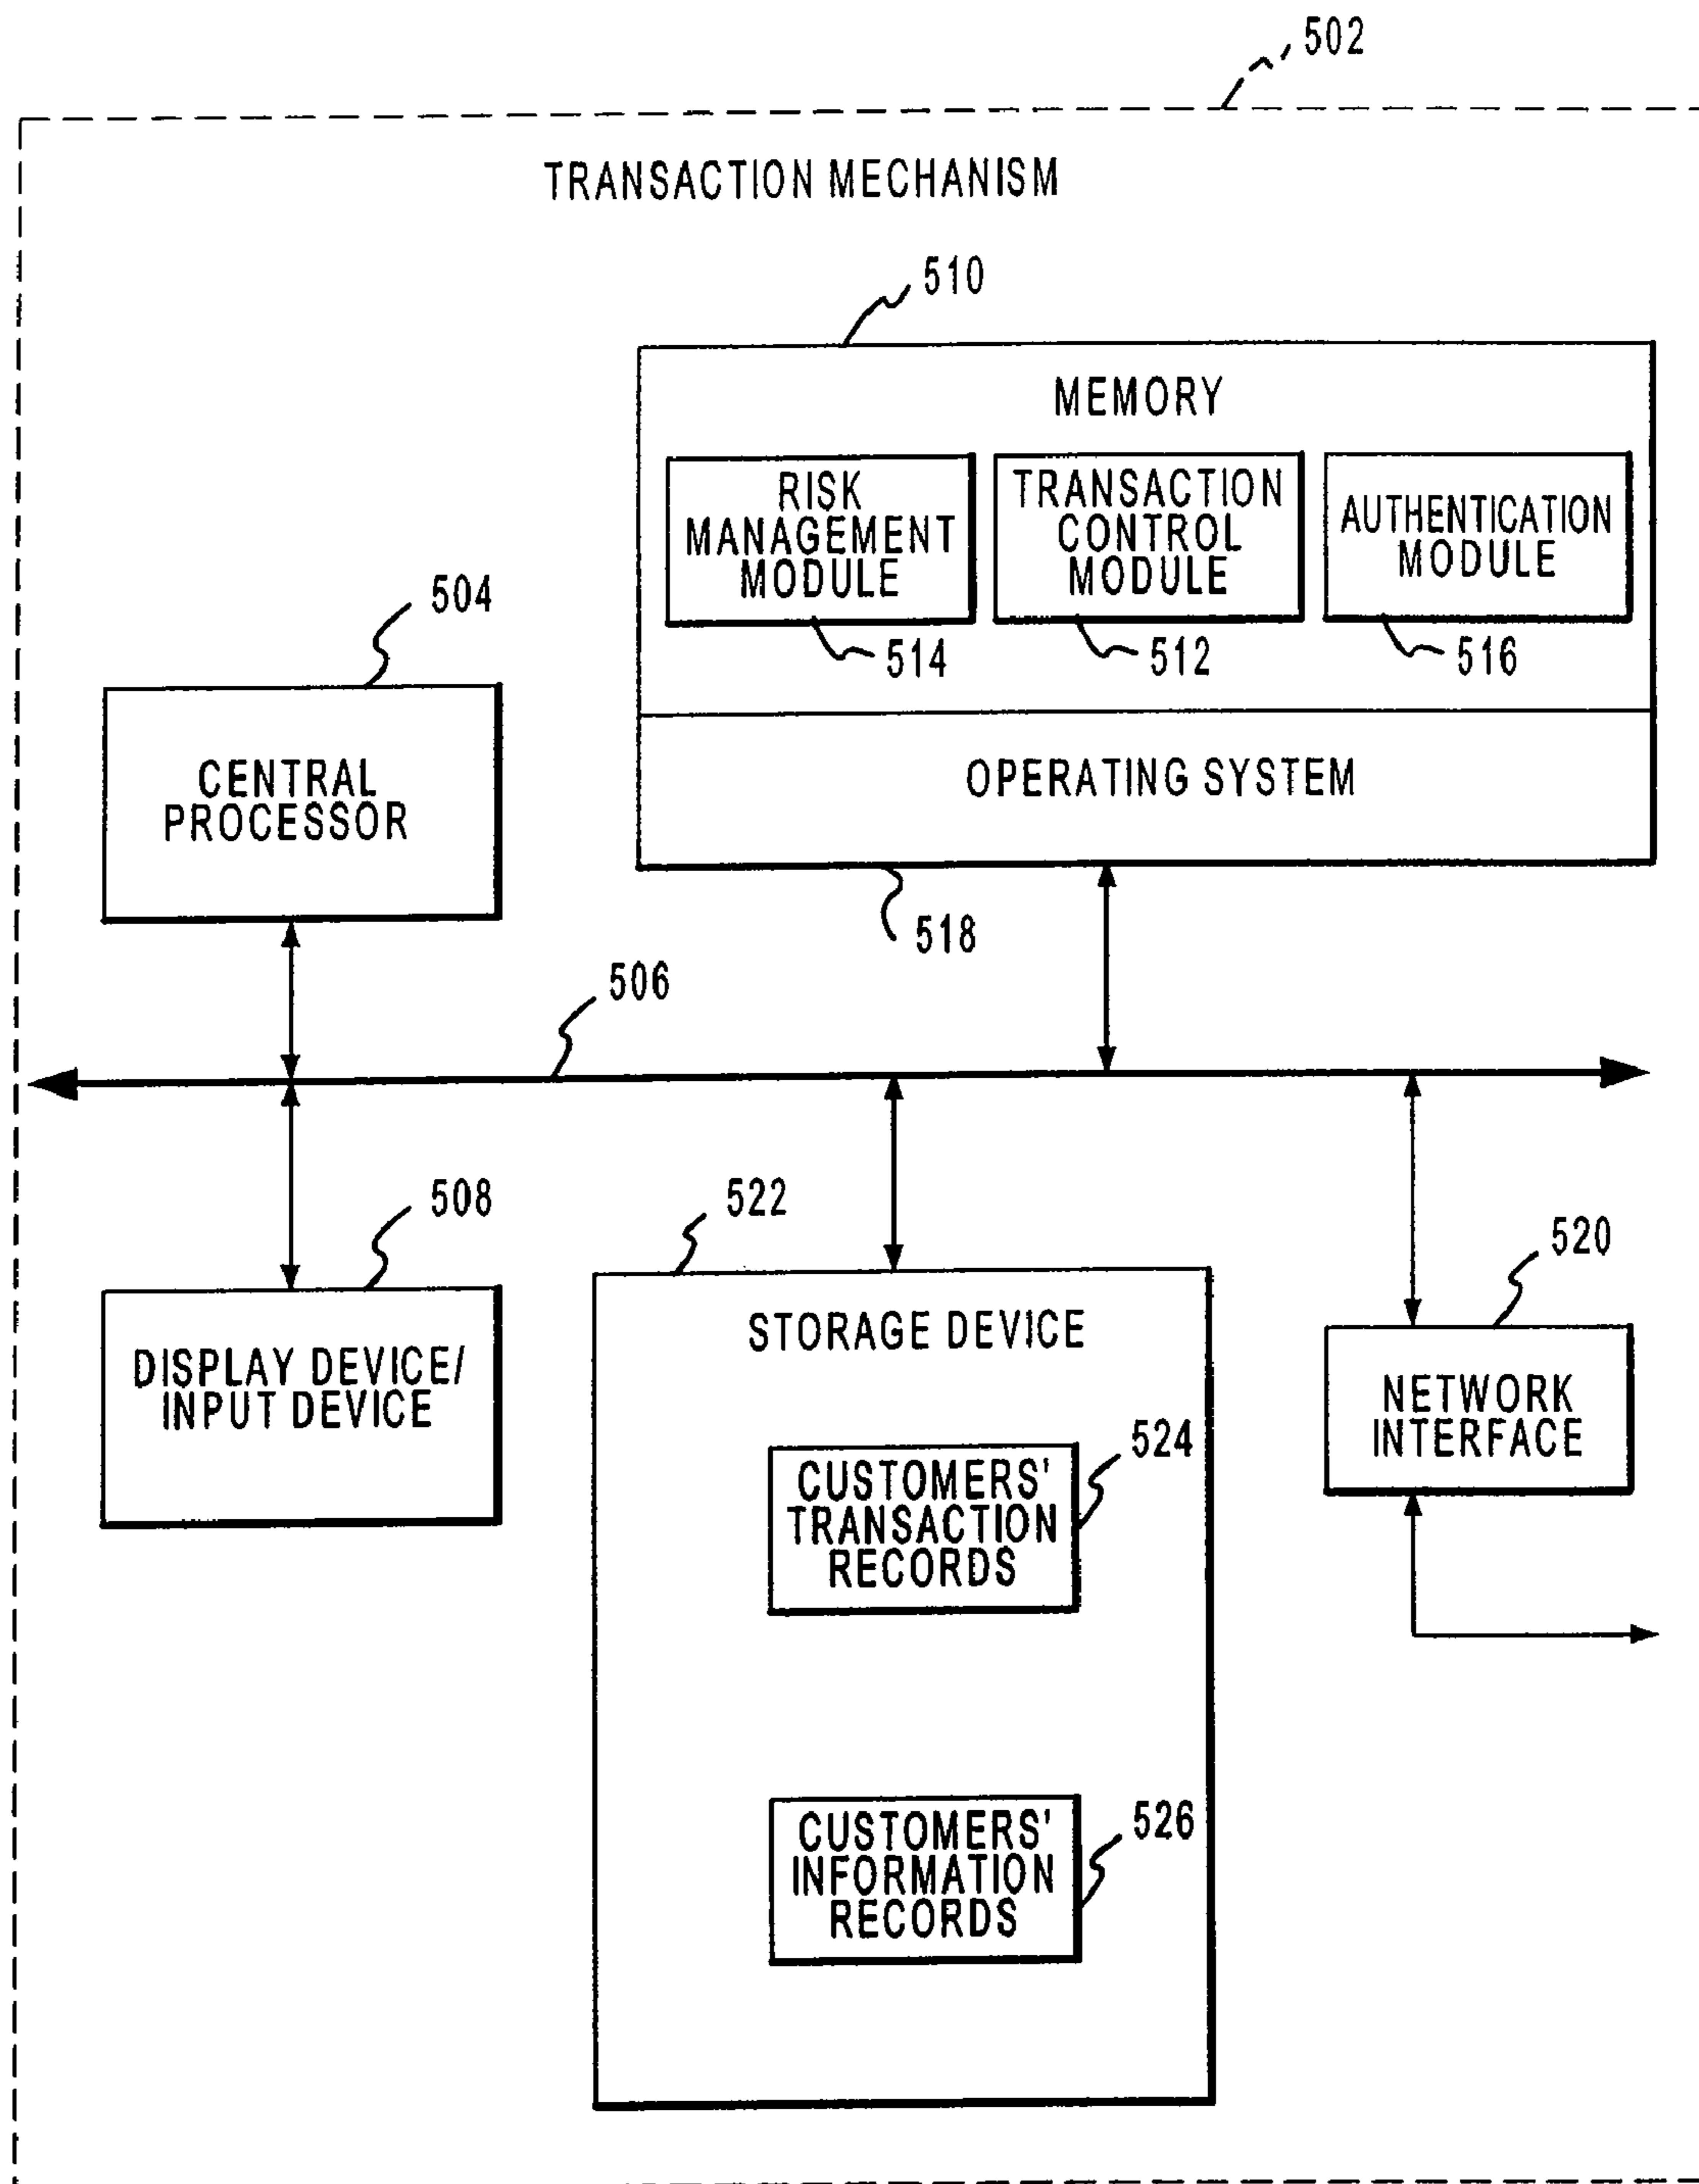 502
TRANSACTION MECHANISM
510
MEMORY
RISK
MANAGEMENT
MODULE
TRANSACTION
CONTROL
MODULE
AUTHENTICATION
MODULE
514
512
516
504
CENTRAL
PROCESSOR
OPERATING SYSTEM
518
506
508
DISPLAY DEVICE/
INPUT DEVICE
522
STORAGE DEVICE
520
NETWORK
INTERFACE
524
CUSTOMERS'
TRANSACTION
RECORDS
526
CUSTOMERS'
INFORMATION
RECORDS